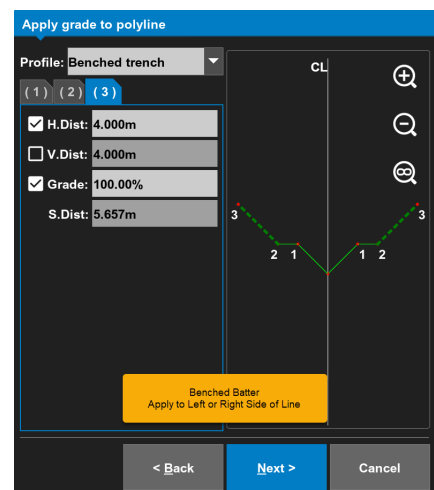 Apply grade to polyline
Profile: Benched trench
CL
( 1 ) ( 2 ) ( 3 )
H.Dist: 4.000m
V.Dist: 4.000m
Grade: 100.00%
S.Dist: 5.657m
3 3
2 1 1 2
Benched Batter
Apply to Left or Right Side of Line
< Back Next > Cancel